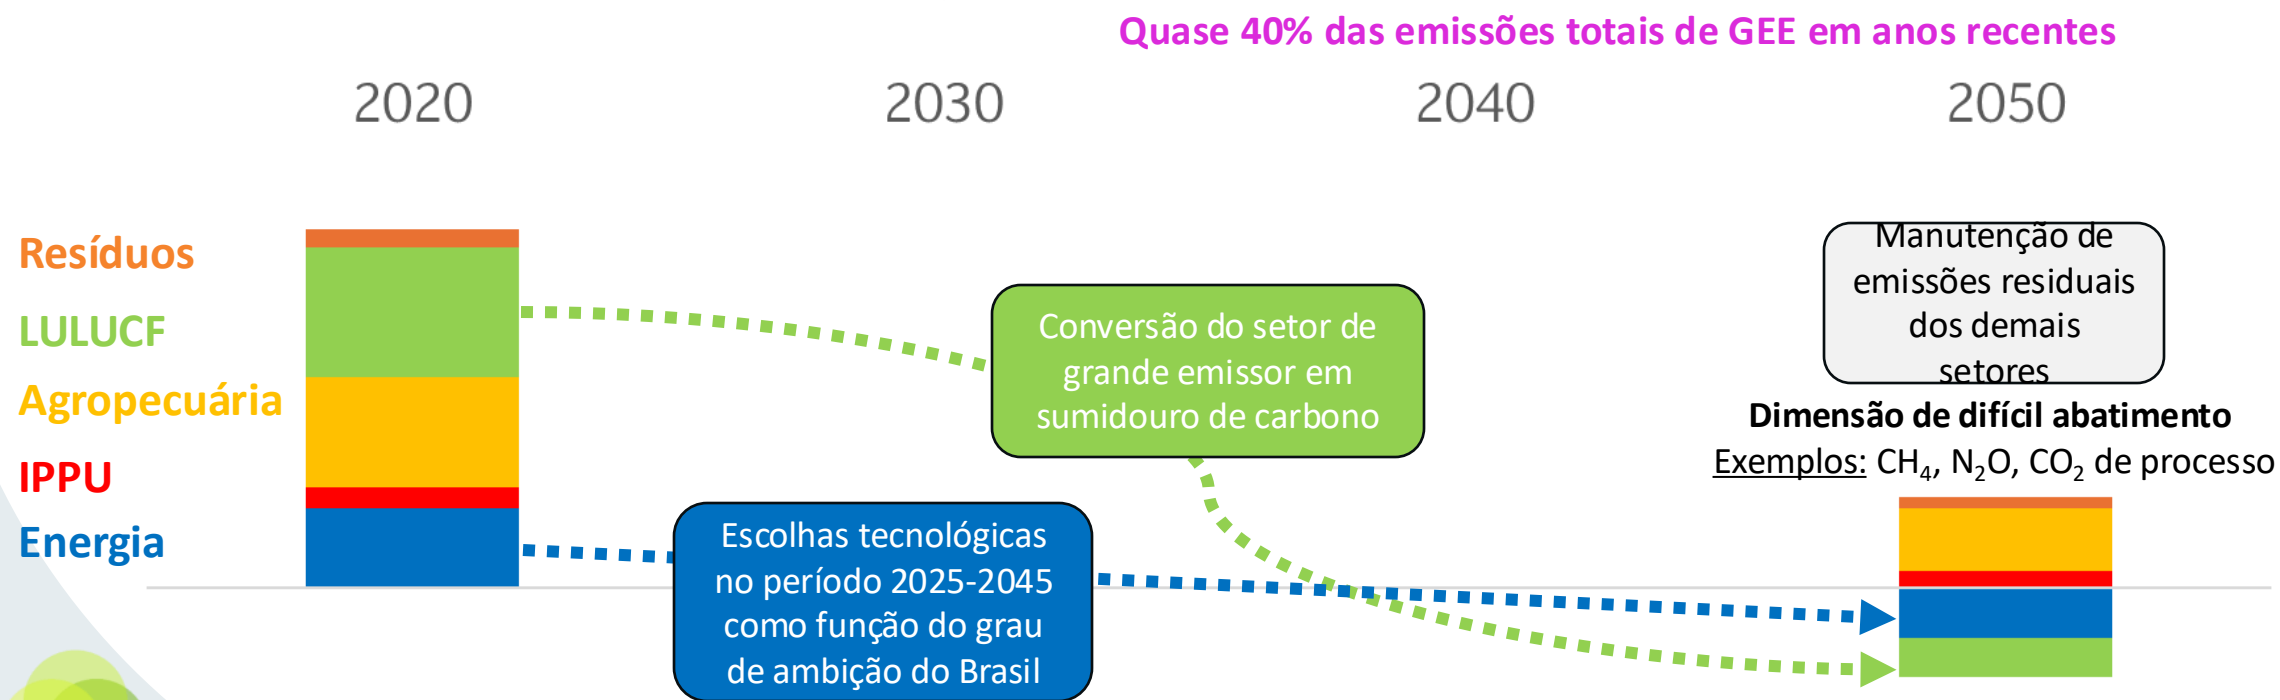 Quase 40% das emissões totais de GEE em anos recentes
2020
2030
2040
2050
Resíduos
LULUCF
Agropecuária
IPPU
Energia
Conversão do setor de
grande emissor em
sumidouro de carbono
Escolhas tecnológicas
no período 2025-2045
como função do grau
de ambição do Brasil
Manutenção de
emissões residuais
dos demais
setores
Dimensão de difícil abatimento
Exemplos: CH₄, N₂O, CO₂ de processo